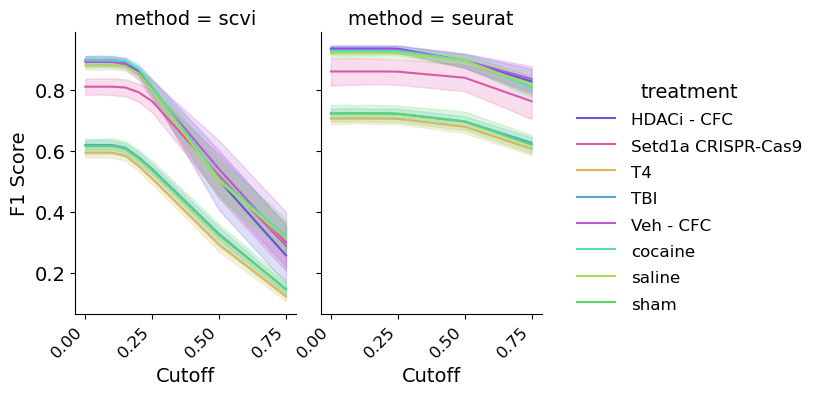 method = scvi
method = seurat
F1 Score
0.8
0.6
0.4
0.2
0.00
0.25
0.50
0.75
0.00
0.25
0.50
0.75
Cutoff
Cutoff
treatment
HDACi - CFC
Setd1a CRISPR-Cas9
T4
TBI
Veh - CFC
cocaine
saline
sham